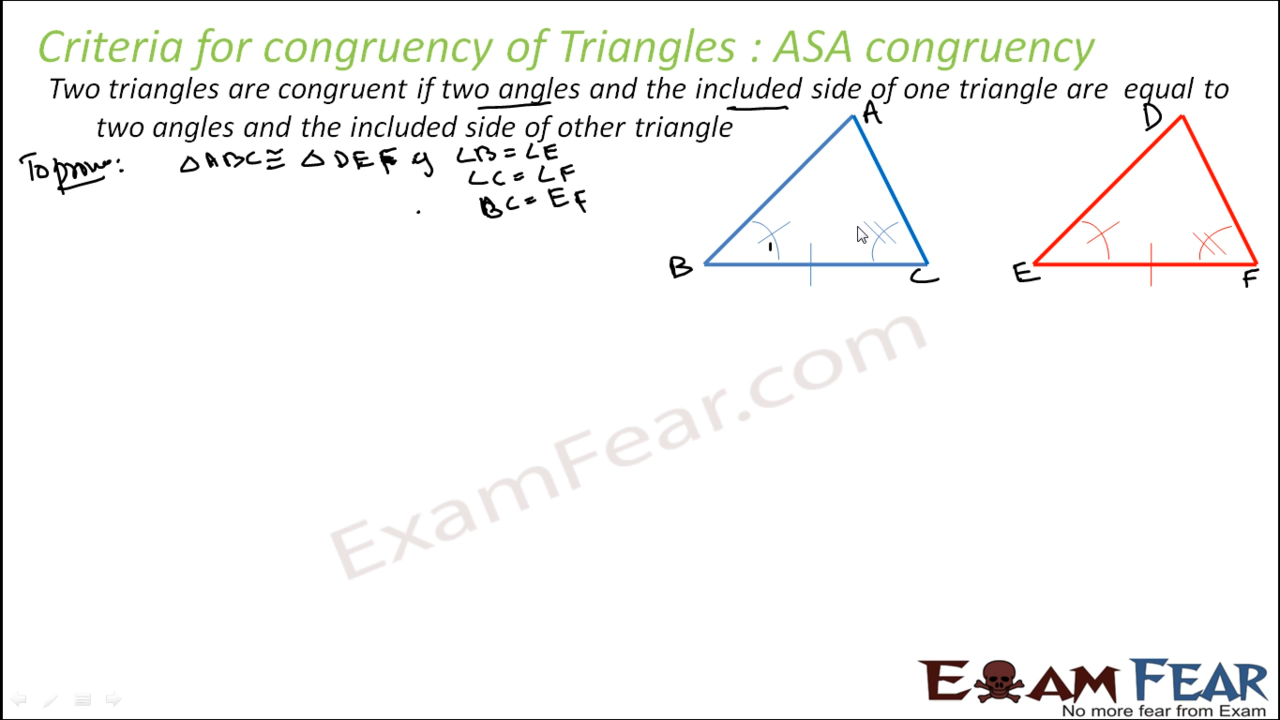 Criteria for congruency of Triangles : ASA congruency
Two triangles are congruent if two angles and the included side of one triangle are equal to
two angles and the included side of other triangle
To prove: △ABC ≅ △DEF if ∠B = ∠E
∠C = ∠F
BC = EF
A
B
C
D
E
F
ExamFear.com
EXAM FEAR
No more fear from Exam